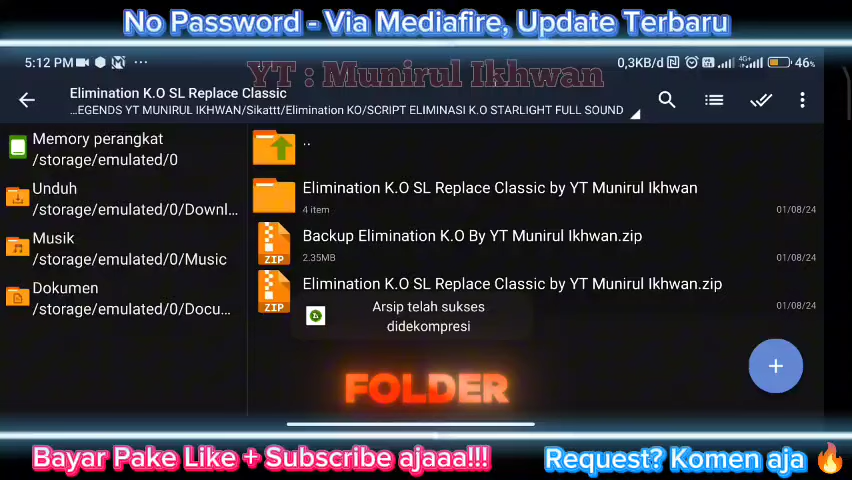 No Password - Via Mediafire, Update Terbaru
5:12 PM ... 0,3KB/d 4G+ 46%
YT : Munirul Ikhwan
Elimination K.O SL Replace Classic
...EGENDS YT MUNIRUL IKHWAN/Sikattt/Elimination KO/SCRIPT ELIMINASI K.O STARLIGHT FULL SOUND
Memory perangkat
/storage/emulated/0
Unduh
/storage/emulated/0/Downl...
Musik
/storage/emulated/0/Music
Dokumen
/storage/emulated/0/Docu...
..
Elimination K.O SL Replace Classic by YT Munirul Ikhwan
4 item 01/08/24
ZIP
Backup Elimination K.O By YT Munirul Ikhwan.zip
2.35MB 01/08/24
ZIP
Elimination K.O SL Replace Classic by YT Munirul Ikhwan.zip
01/08/24
Arsip telah sukses
didekompresi
FOLDER
Bayar Pake Like + Subscribe ajaaa!!!
Request? Komen aja 🔥